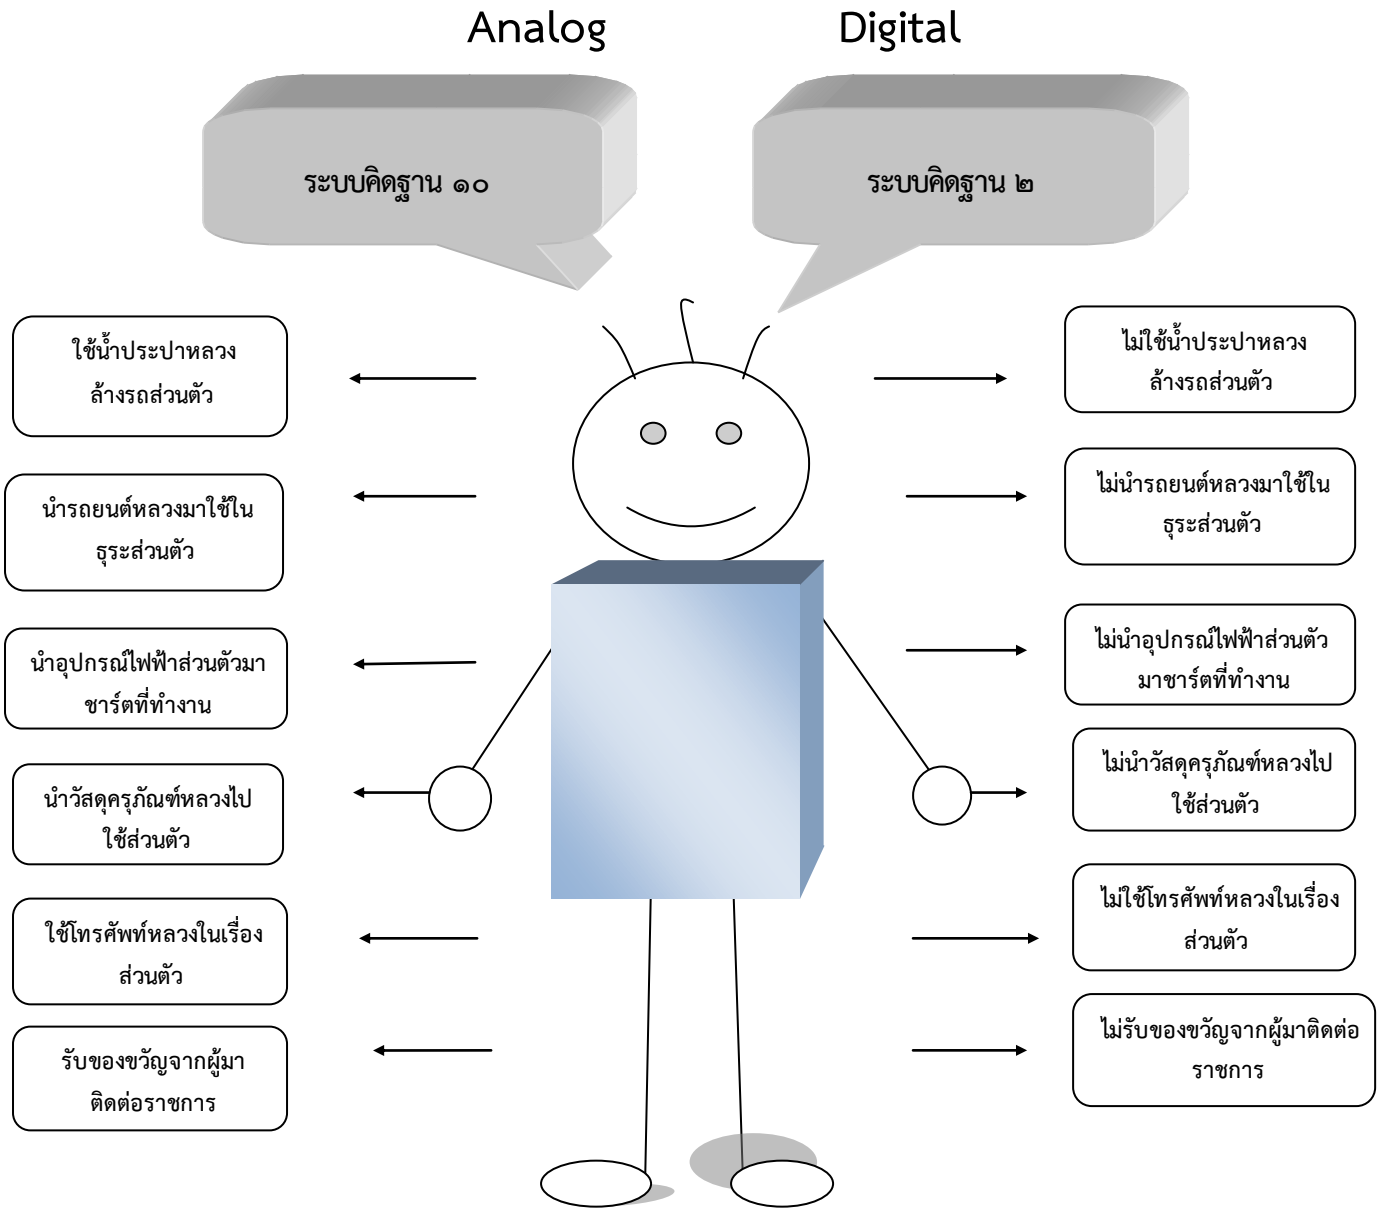 Analog
Digital
ระบบคิดฐาน ๑๐
ระบบคิดฐาน ๒
ใช้น้ำประปาหลวง
ล้างรถส่วนตัว
นำรถยนต์หลวงมาใช้ใน
ธุระส่วนตัว
นำอุปกรณ์ไฟฟ้าส่วนตัวมา
ชาร์ตที่ทำงาน
นำวัสดุครุภัณฑ์หลวงไป
ใช้ส่วนตัว
ใช้โทรศัพท์หลวงในเรื่อง
ส่วนตัว
รับของขวัญจากผู้มา
ติดต่อราชการ
ไม่ใช้น้ำประปาหลวง
ล้างรถส่วนตัว
ไม่นำรถยนต์หลวงมาใช้ใน
ธุระส่วนตัว
ไม่นำอุปกรณ์ไฟฟ้าส่วนตัว
มาชาร์ตที่ทำงาน
ไม่นำวัสดุครุภัณฑ์หลวงไป
ใช้ส่วนตัว
ไม่ใช้โทรศัพท์หลวงในเรื่อง
ส่วนตัว
ไม่รับของขวัญจากผู้มาติดต่อ
ราชการ